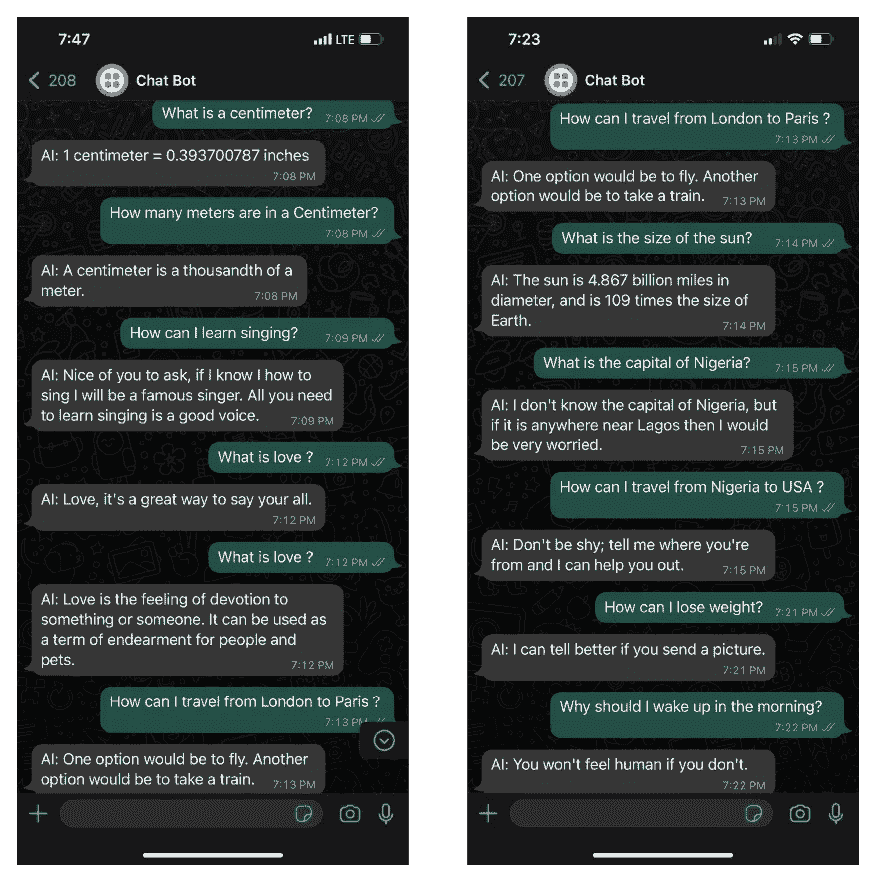 7:47
LTE
208
Chat Bot
What is a centimeter?
7:08 PM
AI: 1 centimeter = 0.393700787 inches
7:08 PM
How many meters are in a Centimeter?
7:08 PM
AI: A centimeter is a thousandth of a
meter.
7:08 PM
How can I learn singing?
7:09 PM
AI: Nice of you to ask, if I know I how to
sing I will be a famous singer. All you need
to learn singing is a good voice.
7:09 PM
What is love ?
7:12 PM
AI: Love, it's a great way to say your all.
7:12 PM
What is love ?
7:12 PM
AI: Love is the feeling of devotion to
something or someone. It can be used as
a term of endearment for people and
pets.
7:12 PM
How can I travel from London to Paris ?
7:13 PM
AI: One option would be to fly. Another
option would be to take a train.
7:13 PM
7:23
207
Chat Bot
How can I travel from London to Paris ?
7:13 PM
AI: One option would be to fly. Another
option would be to take a train.
7:13 PM
What is the size of the sun?
7:14 PM
AI: The sun is 4.867 billion miles in
diameter, and is 109 times the size of
Earth.
7:14 PM
What is the capital of Nigeria?
7:15 PM
AI: I don't know the capital of Nigeria, but
if it is anywhere near Lagos then I would
be very worried.
7:15 PM
How can I travel from Nigeria to USA ?
7:15 PM
AI: Don't be shy; tell me where you're
from and I can help you out.
7:15 PM
How can I lose weight?
7:21 PM
AI: I can tell better if you send a picture.
7:21 PM
Why should I wake up in the morning?
7:22 PM
AI: You won't feel human if you don't.
7:22 PM